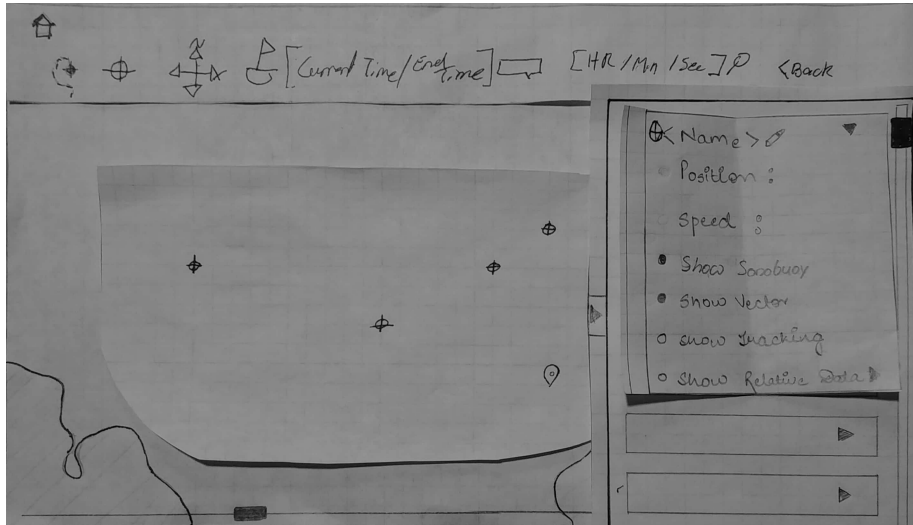 [Current Time/End Time] [HR/Min/Sec] <Back
<Name>
Position :
Speed :
Show Sonobuoy
Show Vector
Show Tracking
Show Relative Data